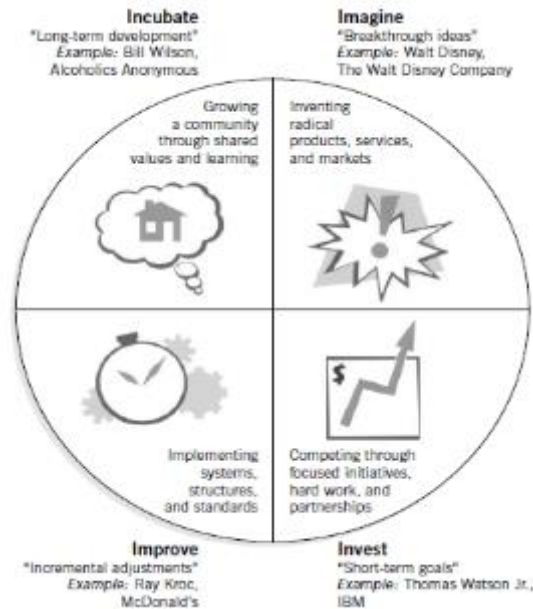 Incubate
"Long-term development"
Example: Bill Wilson,
Alcoholics Anonymous
Imagine
"Breakthrough ideas"
Example: Walt Disney,
The Walt Disney Company
Growing
a community
through shared
values and learning
Inventing
radical
products, services,
and markets
$
Implementing
systems,
structures,
and standards
Competing through
focused initiatives,
hard work, and
partnerships
Improve
"Incremental adjustments"
Example: Ray Kroc,
McDonald's
Invest
"Short-term goals"
Example: Thomas Watson Jr.,
IBM